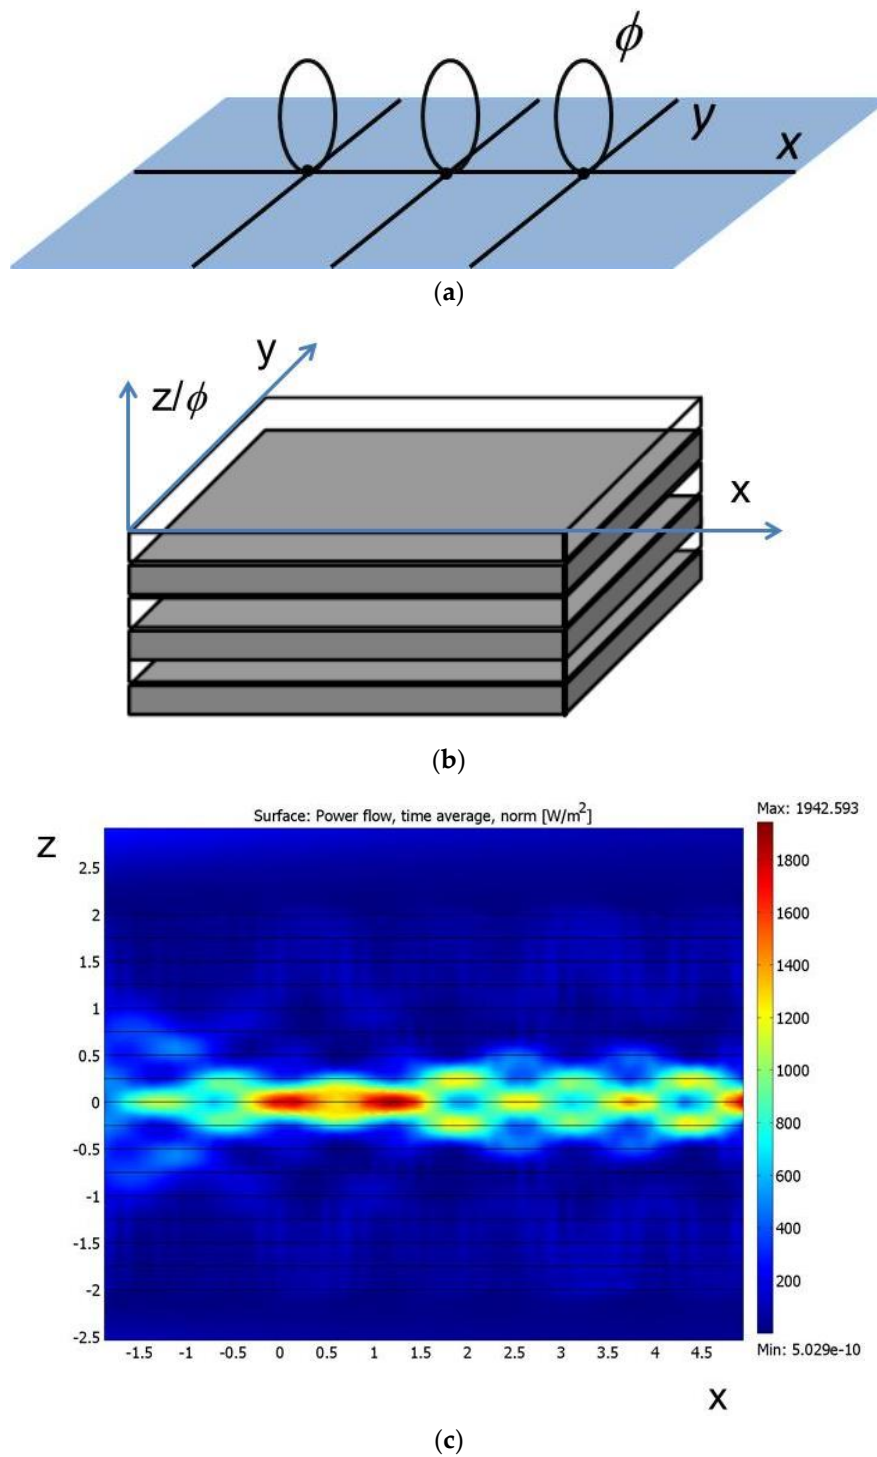 ϕ
y
x
(a)
y
z/ϕ
x
(b)
Surface: Power flow, time average, norm [W/m²]
Max: 1942.593
z
2.5
2
1.5
1
0.5
0
-0.5
-1
-1.5
-2
-2.5
1800
1600
1400
1200
1000
800
600
400
200
-1.5 -1 -0.5 0 0.5 1 1.5 2 2.5 3 3.5 4 4.5
Min: 5.029e-10
x
(c)